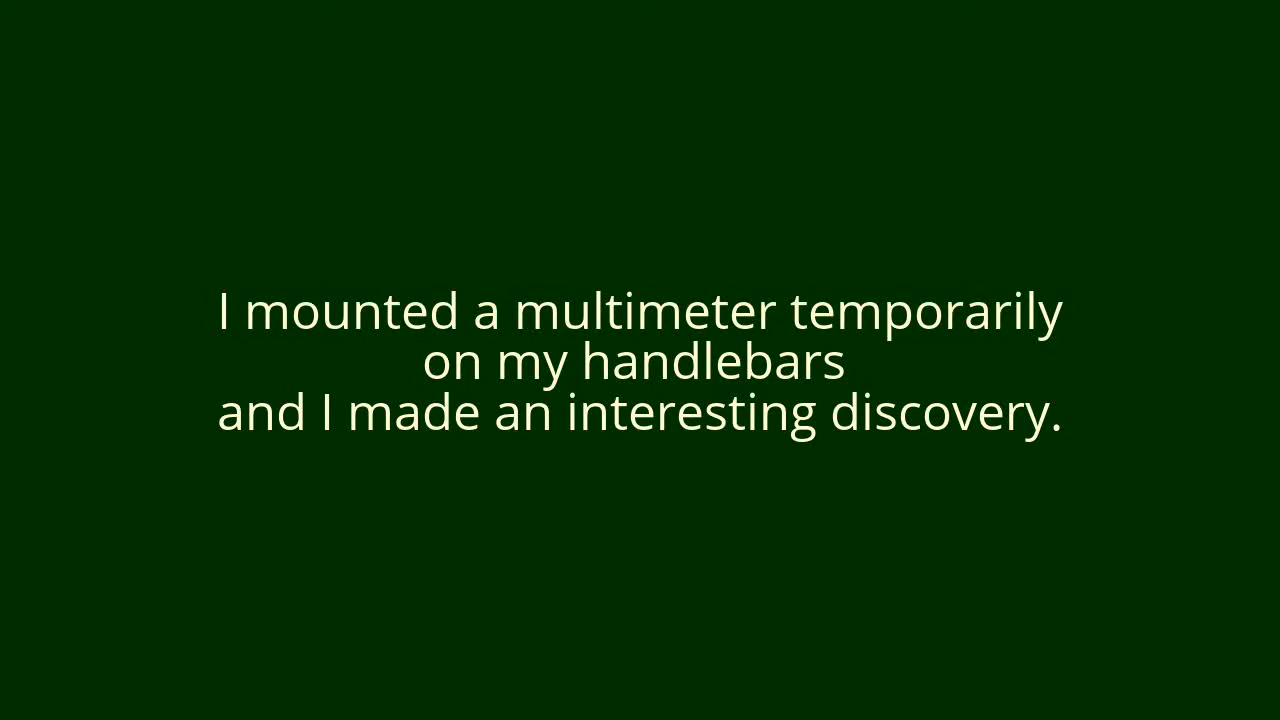 I mounted a multimeter temporarily
on my handlebars
and I made an interesting discovery.